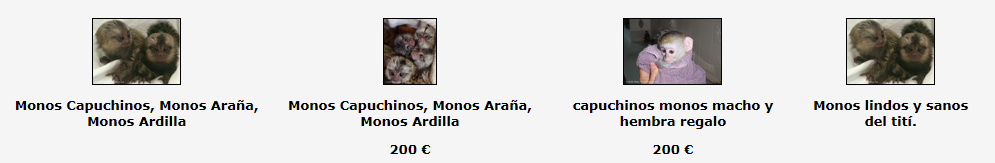 Monos Capuchinos, Monos Araña,
Monos Ardilla
Monos Capuchinos, Monos Araña,
Monos Ardilla
200 €
capuchinos monos macho y
hembra regalo
200 €
Monos lindos y sanos
del tití.